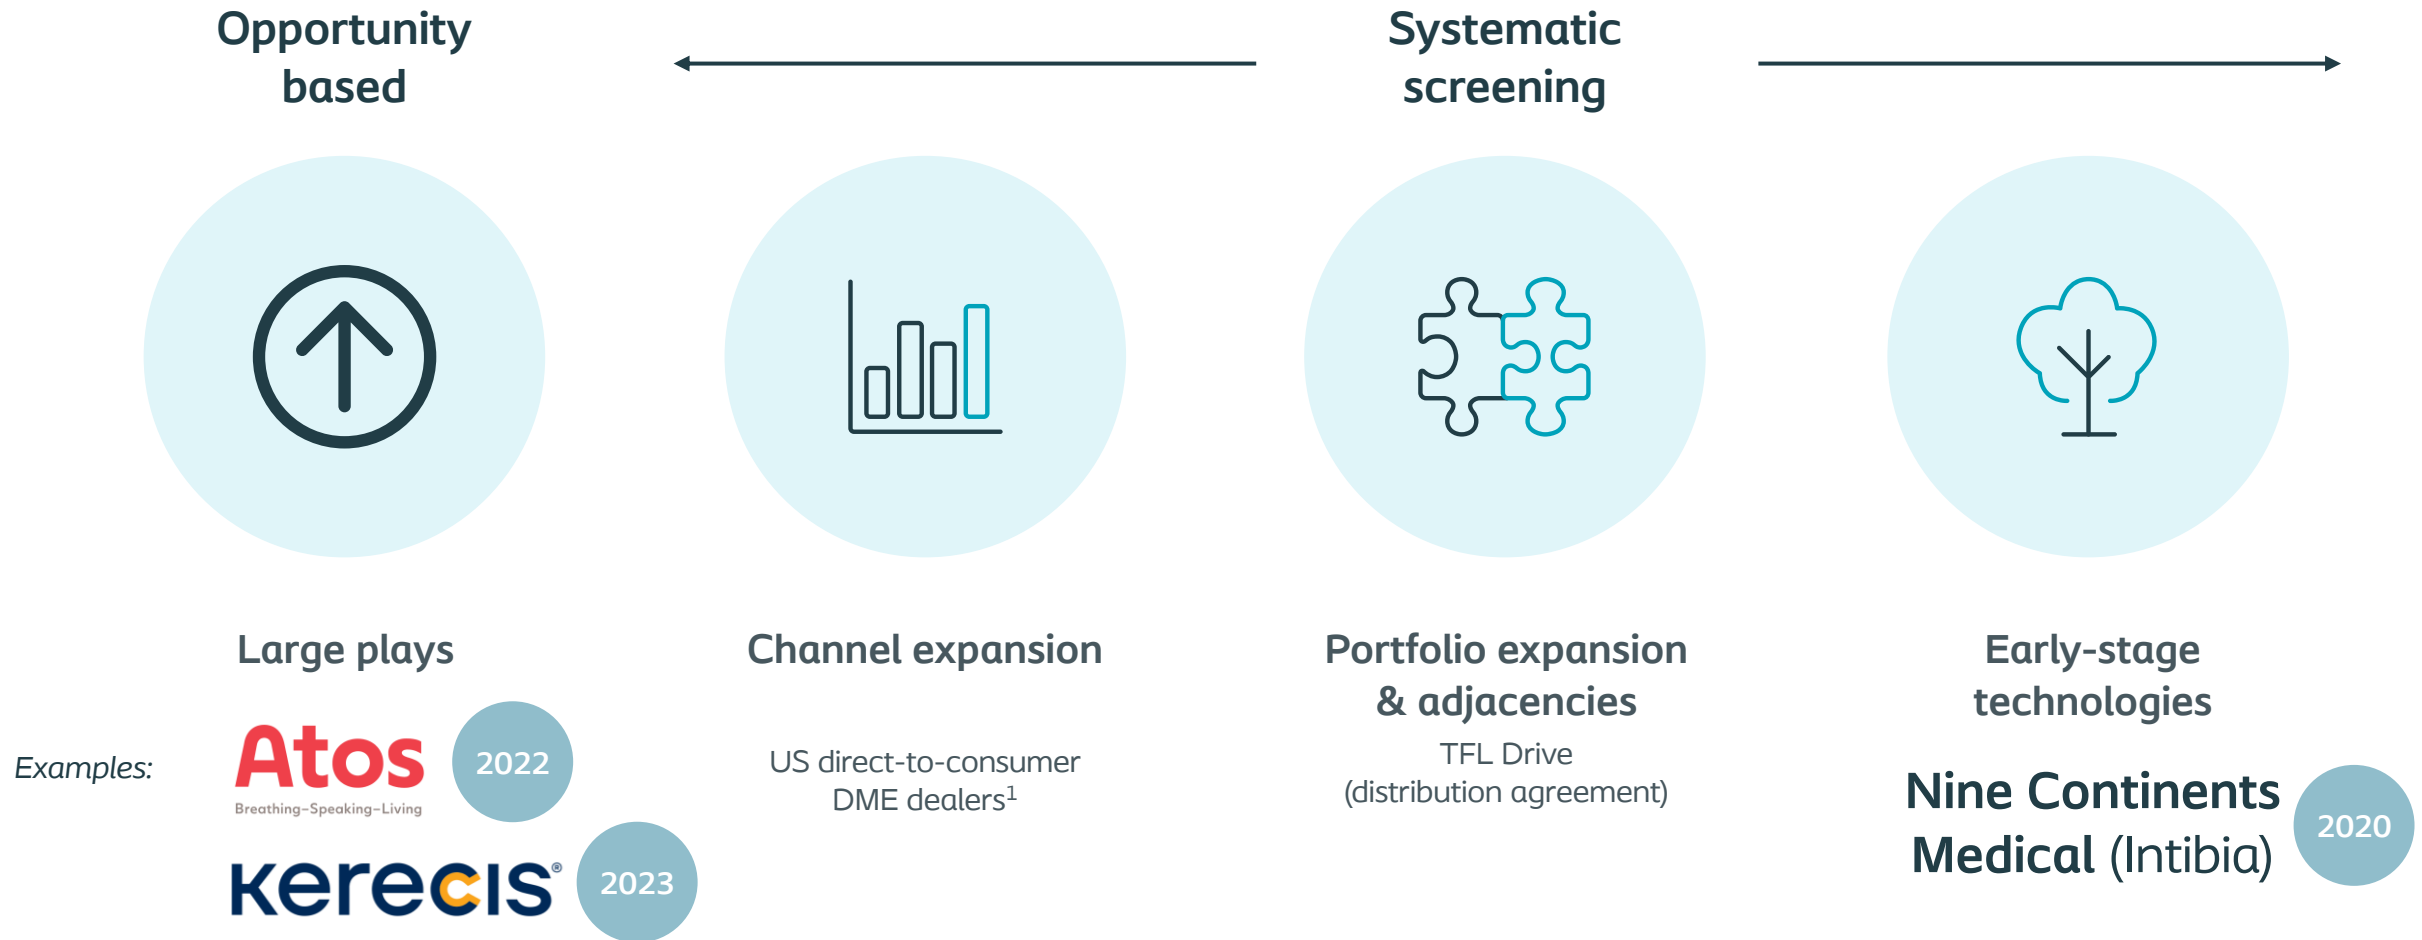 Opportunity
based
Systematic
screening
Large plays
Channel expansion
Portfolio expansion
& adjacencies
Early-stage
technologies
Examples:
Atos
Breathing–Speaking–Living
2022
kerecis®
2023
US direct-to-consumer
DME dealers¹
TFL Drive
(distribution agreement)
Nine Continents
Medical (Intibia)
2020